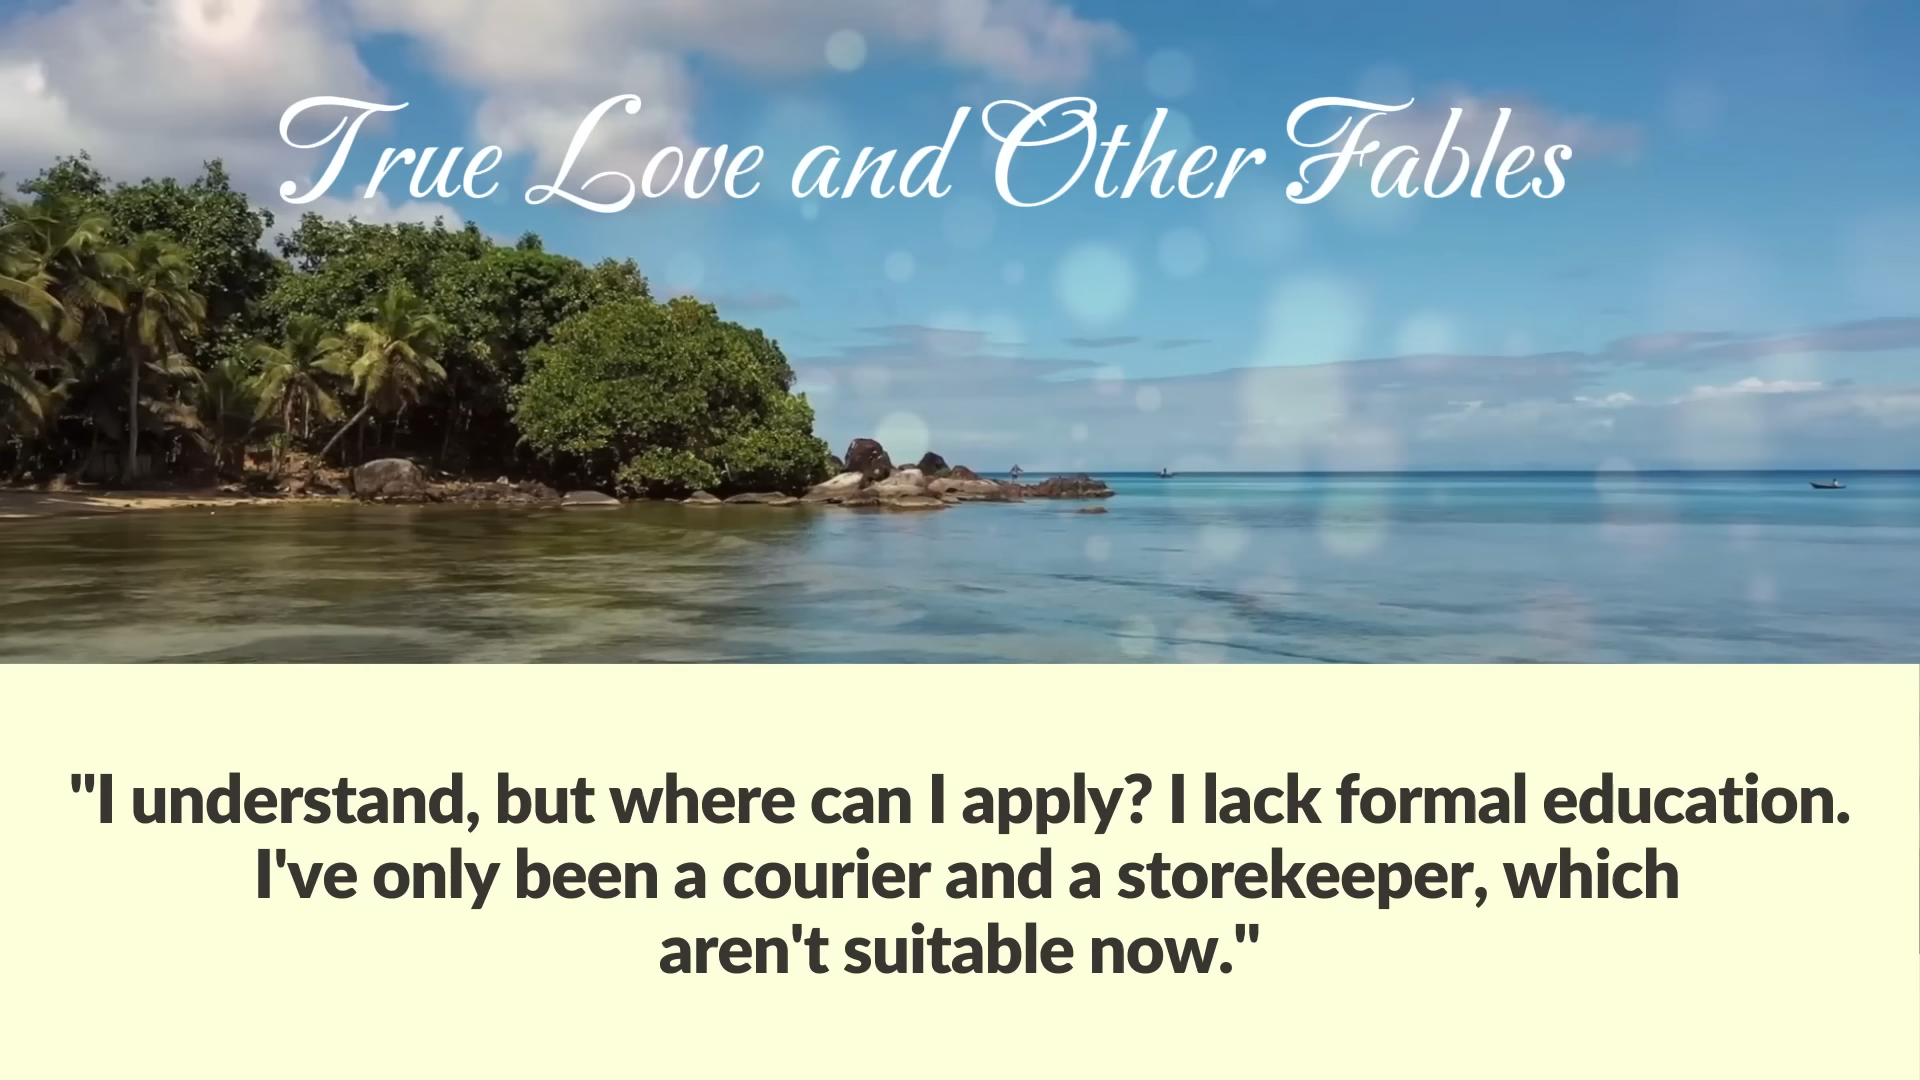 True Love and Other Fables
"I understand, but where can I apply? I lack formal education.
I've only been a courier and a storekeeper, which
aren't suitable now."